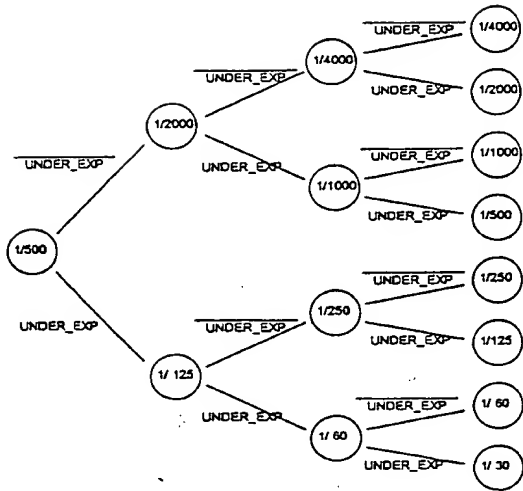 1/4000
UNDER_EXP
1/4000
UNDER_EXP
UNDER_EXP
1/2000
1/2000
UNDER_EXP
1/1000
UNDER_EXP
UNDER_EXP
1/1000
UNDER_EXP
1/500
1/500
UNDER_EXP
1/250
UNDER_EXP
1/250
UNDER_EXP
UNDER_EXP
1/125
1/ 125
UNDER_EXP
1/ 60
UNDER_EXP
1/ 60
UNDER_EXP
1/ 30